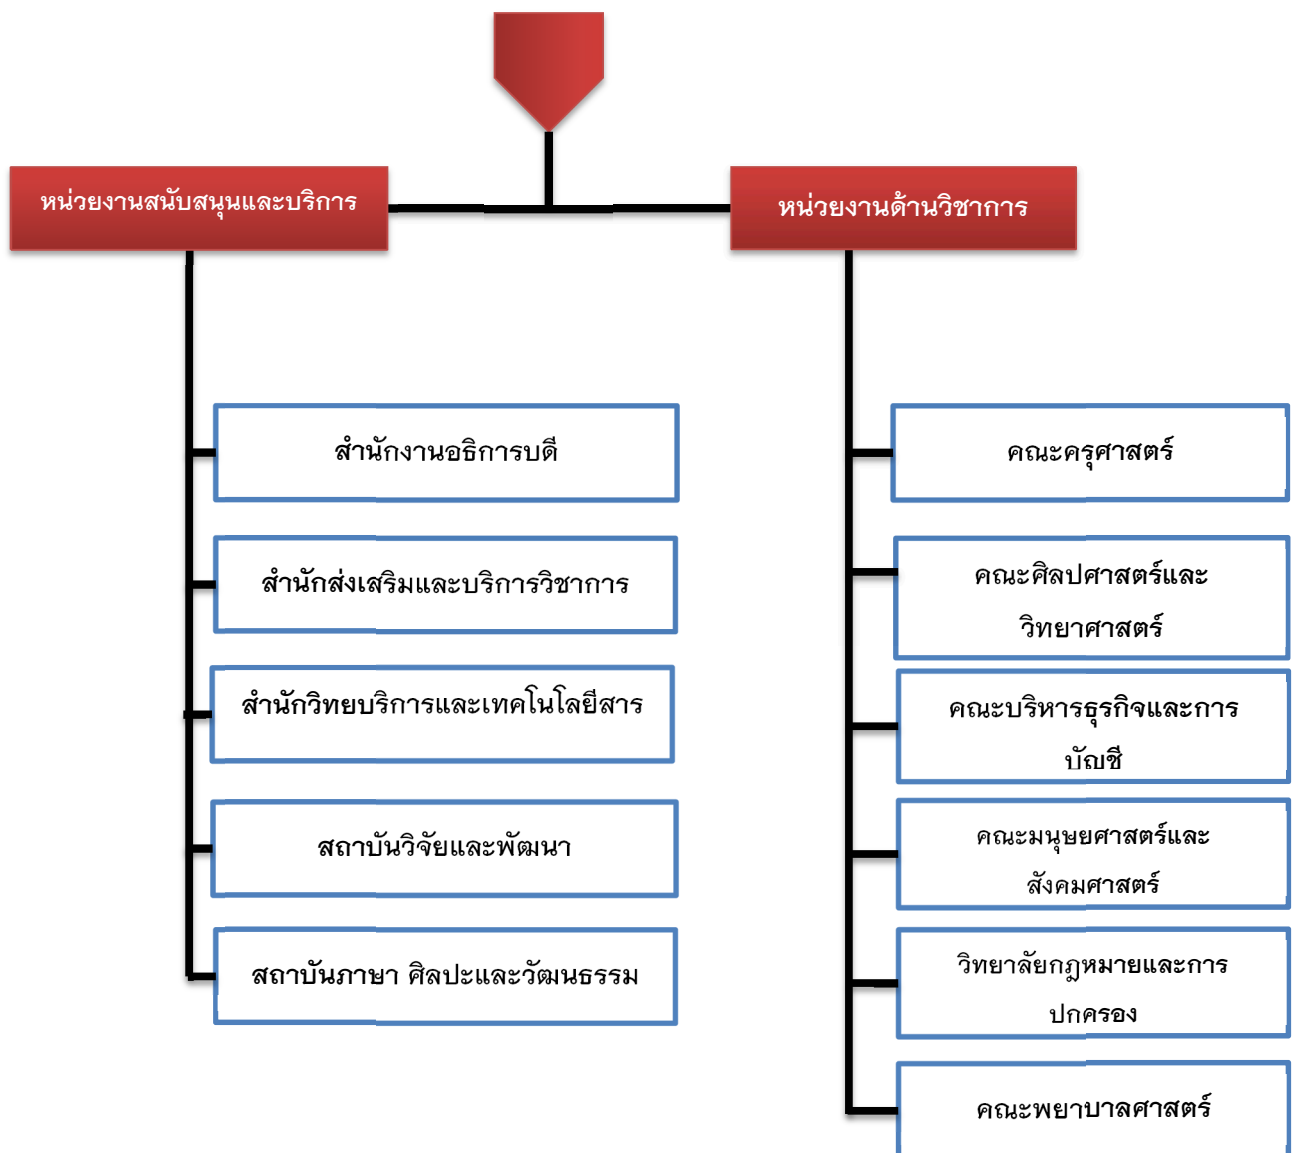 หน่วยงานสนับสนุนและบริการ
สำนักงานอธิการบดี
สำนักส่งเสริมและบริการวิชาการ
สำนักวิทยบริการและเทคโนโลยีสาร
สถาบันวิจัยและพัฒนา
สถาบันภาษา ศิลปะและวัฒนธรรม
หน่วยงานด้านวิชาการ
คณะครุศาสตร์
คณะศิลปศาสตร์และ
วิทยาศาสตร์
คณะบริหารธุรกิจและการ
บัญชี
คณะมนุษยศาสตร์และ
สังคมศาสตร์
วิทยาลัยกฎหมายและการ
ปกครอง
คณะพยาบาลศาสตร์